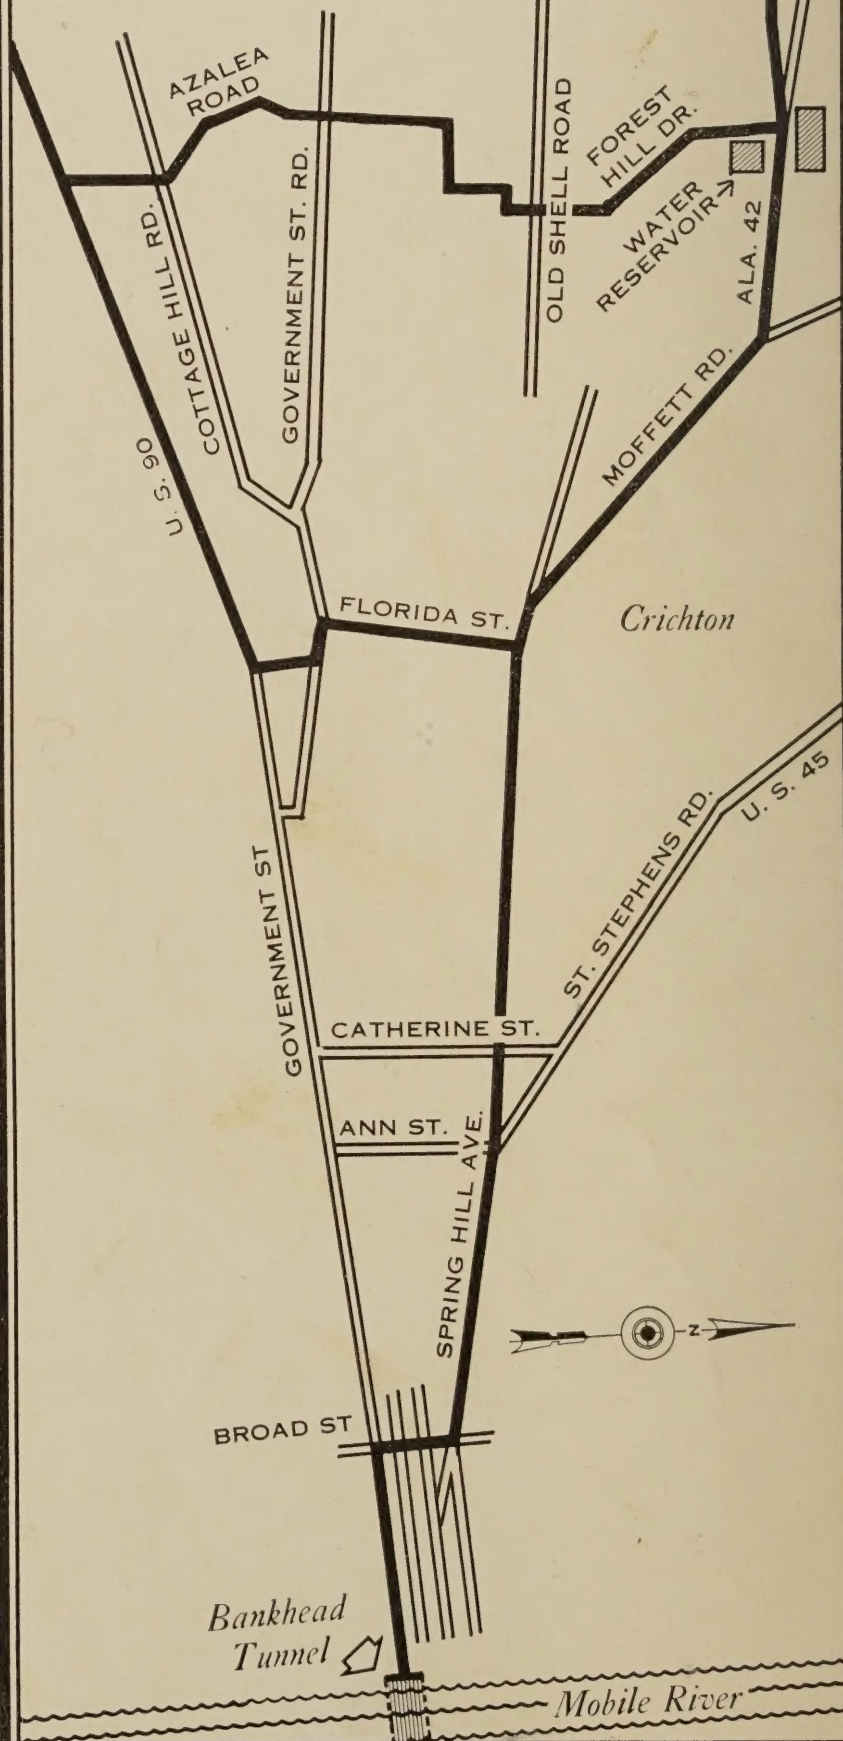 AZALEA
ROAD
OLD SHELL ROAD
FOREST
HILL DR.
WATER
RESERVOIR
ALA. 42
COTTAGE HILL RD.
GOVERNMENT ST. RD.
U. S. 90
MOFFETT RD.
FLORIDA ST.
Crichton
U. S. 45
ST. STEPHENS RD.
GOVERNMENT ST
CATHERINE ST.
ANN ST.
SPRING HILL AVE.
N
BROAD ST
Bankhead
Tunnel
Mobile River